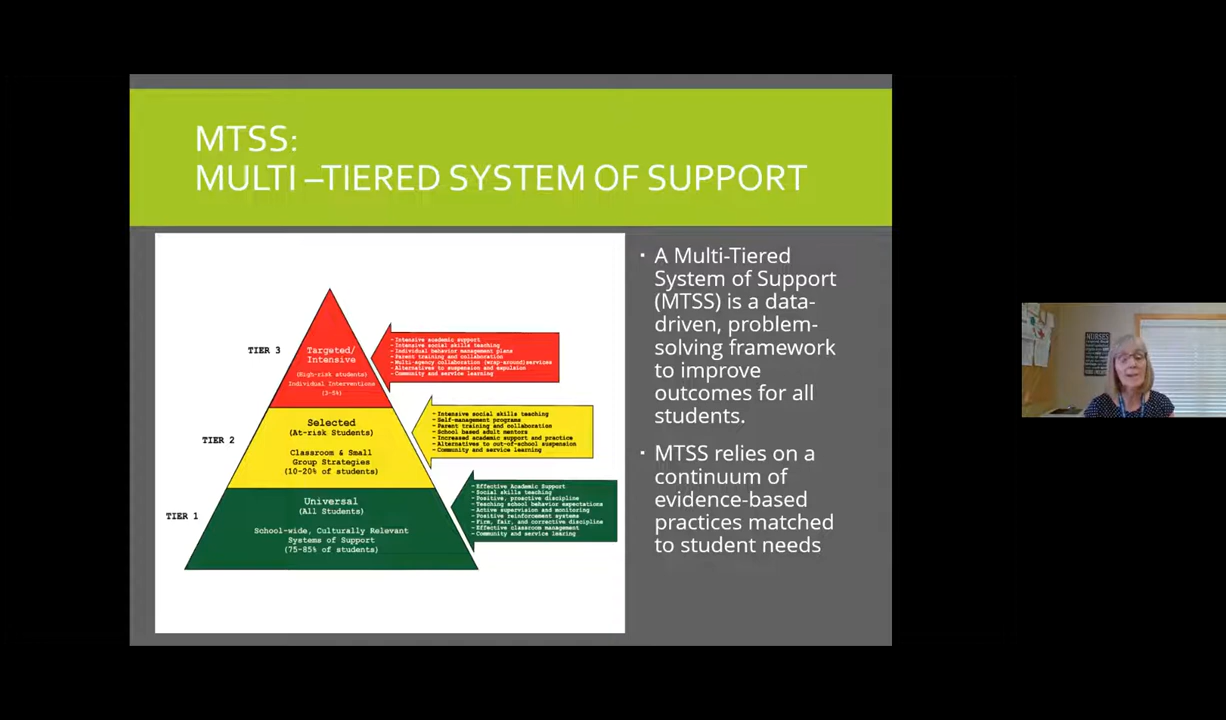 MTSS:
MULTI –TIERED SYSTEM OF SUPPORT
TIER 3
Targeted/
Intensive
(High-risk students)
Individual Interventions
(3-5%)
- Intensive academic support
- Intensive social skills teaching
- Individual behavior management plans
- Parent training and collaboration
- Multi-agency collaboration (wrap-around)services
- Alternatives to suspension and expulsion
- Community and service learning
TIER 2
Selected
(At-risk Students)
Classroom & Small
Group Strategies
(10-20% of students)
- Intensive social skills teaching
- Self-management programs
- Parent training and collaboration
- School based adult mentors
- Increased academic support and practice
- Alternatives to out-of-school suspension
- Community and service learning
TIER 1
Universal
(All Students)
School-wide, Culturally Relevant
Systems of Support
(75-85% of students)
- Effective Academic Support
- Social skills teaching
- Positive, proactive discipline
- Teaching school behavior expectations
- Active supervision and monitoring
- Positive reinforcement systems
- Firm, fair, and corrective discipline
- Effective classroom management
- Community and service learning
▪ A Multi-Tiered
System of Support
(MTSS) is a data-
driven, problem-
solving framework
to improve
outcomes for all
students.
▪ MTSS relies on a
continuum of
evidence-based
practices matched
to student needs
NURSES